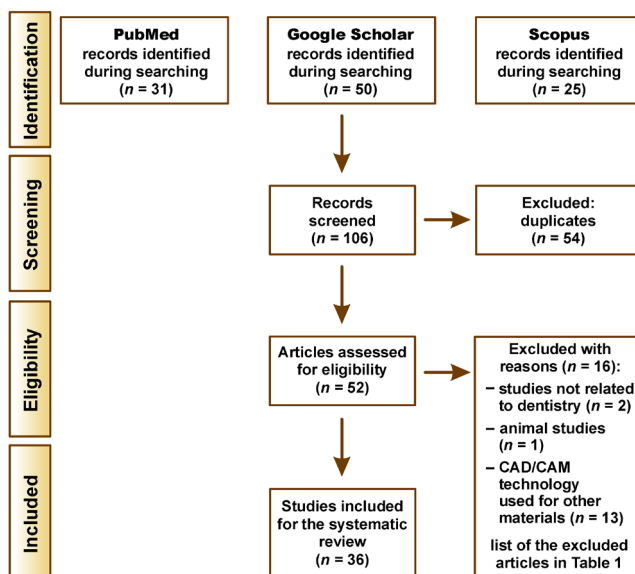 Identification
PubMed
records identified
during searching
(n = 31)
Google Scholar
records identified
during searching
(n = 50)
Scopus
records identified
during searching
(n = 25)
Screening
Records
screened
(n = 106)
Excluded:
duplicates
(n = 54)
Eligibility
Articles assessed
for eligibility
(n = 52)
Excluded with
reasons (n = 16):
– studies not related
to dentistry (n = 2)
– animal studies
(n = 1)
– CAD/CAM
technology
used for other
materials (n = 13)
list of the excluded
articles in Table 1
Included
Studies included
for the systematic
review
(n = 36)